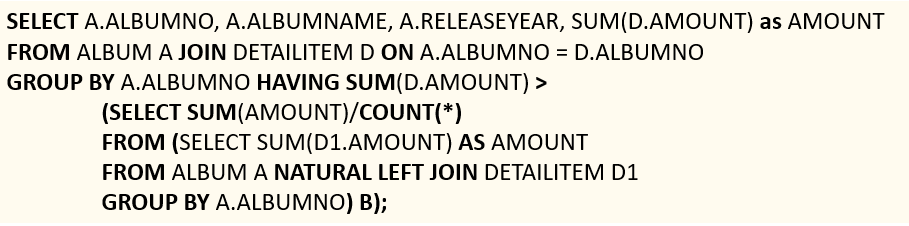 SELECT A.ALBUMNO, A.ALBUMNAME, A.RELEASEYEAR, SUM(D.AMOUNT) as AMOUNT
FROM ALBUM A JOIN DETAILITEM D ON A.ALBUMNO = D.ALBUMNO
GROUP BY A.ALBUMNO HAVING SUM(D.AMOUNT) >
(SELECT SUM(AMOUNT)/COUNT(*)
FROM (SELECT SUM(D1.AMOUNT) AS AMOUNT
FROM ALBUM A NATURAL LEFT JOIN DETAILITEM D1
GROUP BY A.ALBUMNO) B);